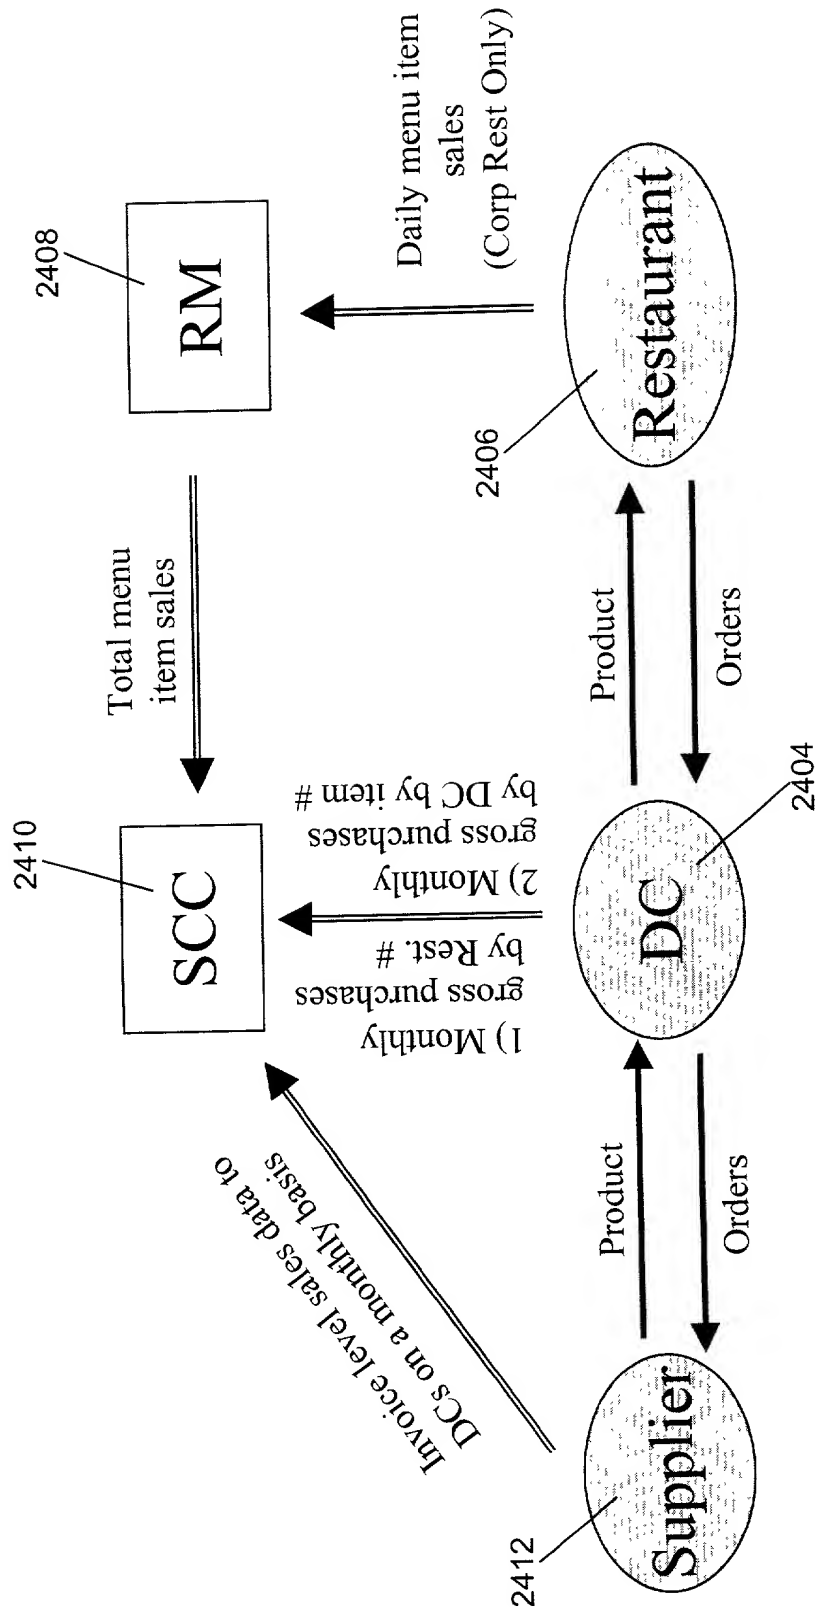 2410
SCC
Total menu
item sales
2408
RM
Invoice level sales data to
DCs on a monthly basis
1) Monthly
gross purchases
by Rest. #
2) Monthly
gross purchases
by DC by item #
Daily menu item
sales
(Corp Rest Only)
2412
Supplier
Product
Orders
DC
2404
Product
Orders
2406
Restaurant